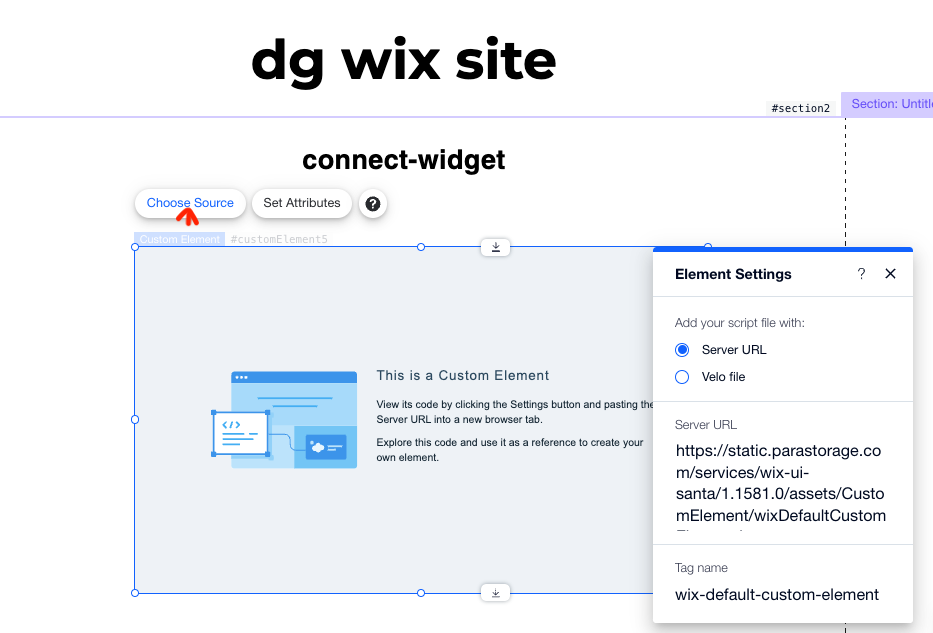 dg wix site
#section2
Section:
connect-widget
Choose Source
Set Attributes
?
Custom Element
#customElement5
Element Settings
?
Add your script file with:
Server URL
Velo file
This is a Custom Element
View its code by clicking the Settings button and pasting the
Server URL into a new browser tab.
Explore this code and use it as a reference to create your
own element.
Server URL
https://static.parastorage.co
m/services/wix-ui-
santa/1.1581.0/assets/Custo
mElement/wixDefaultCustom
Tag name
wix-default-custom-element